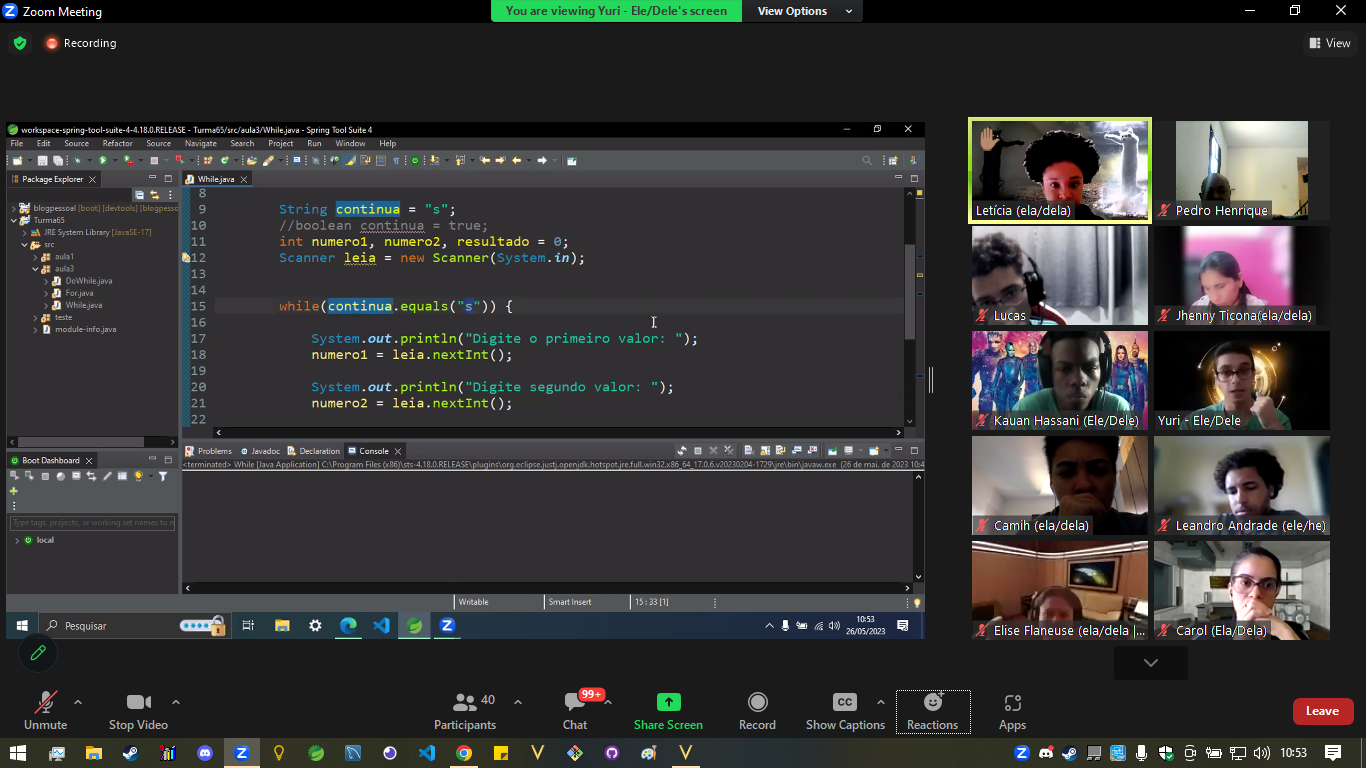 Zoom Meeting
You are viewing Yuri - Ele/Dele's screen
View Options
Recording
View
workspace-spring-tool-suite-4-4.18.0.RELEASE - Turma65/src/aula3/While.java - Spring Tool Suite 4
File Edit Source Refactor Source Navigate Search Project Run Window Help
Package Explorer
While.java
blogpessoal [boot] [devtools] [blogpesso
Turma65
JRE System Library [JavaSE-17]
src
aula1
aula3
DoWhile.java
For.java
While.java
teste
module-info.java
8
9 String continua = "s";
10 //boolean continua = true;
11 int numero1, numero2, resultado = 0;
12 Scanner leia = new Scanner(System.in);
13
14
15 while(continua.equals("s")) {
16
17 System.out.println("Digite o primeiro valor: ");
18 numero1 = leia.nextInt();
19
20 System.out.println("Digite segundo valor: ");
21 numero2 = leia.nextInt();
22
Boot Dashboard
Type tags, projects, or working set names to n
local
Problems Javadoc Declaration Console
<terminated> While [Java Application] C:\Program Files (x86)\sts-4.18.0.RELEASE\plugins\org.eclipse.justj.openjdk.hotspot.jre.full.win32.x86_64_17.0.6.v20230204-1729\jre\bin\javaw.exe (26 de mai. de 2023 10:4
Writable Smart Insert 15 : 33 [1]
Pesquisar
10:53
26/05/2023
Letícia (ela/dela)
Pedro Henrique
Lucas
Jhenny Ticona(ela/dela)
Kauan Hassani (Ele/Dele)
Yuri - Ele/Dele
Camih (ela/dela)
Leandro Andrade (ele/he)
Elise Flaneuse (ela/dela |...
Carol (Ela/Dela)
Unmute
Stop Video
Participants
40
Chat
99+
Share Screen
Record
CC
Show Captions
Reactions
Apps
Leave
10:53